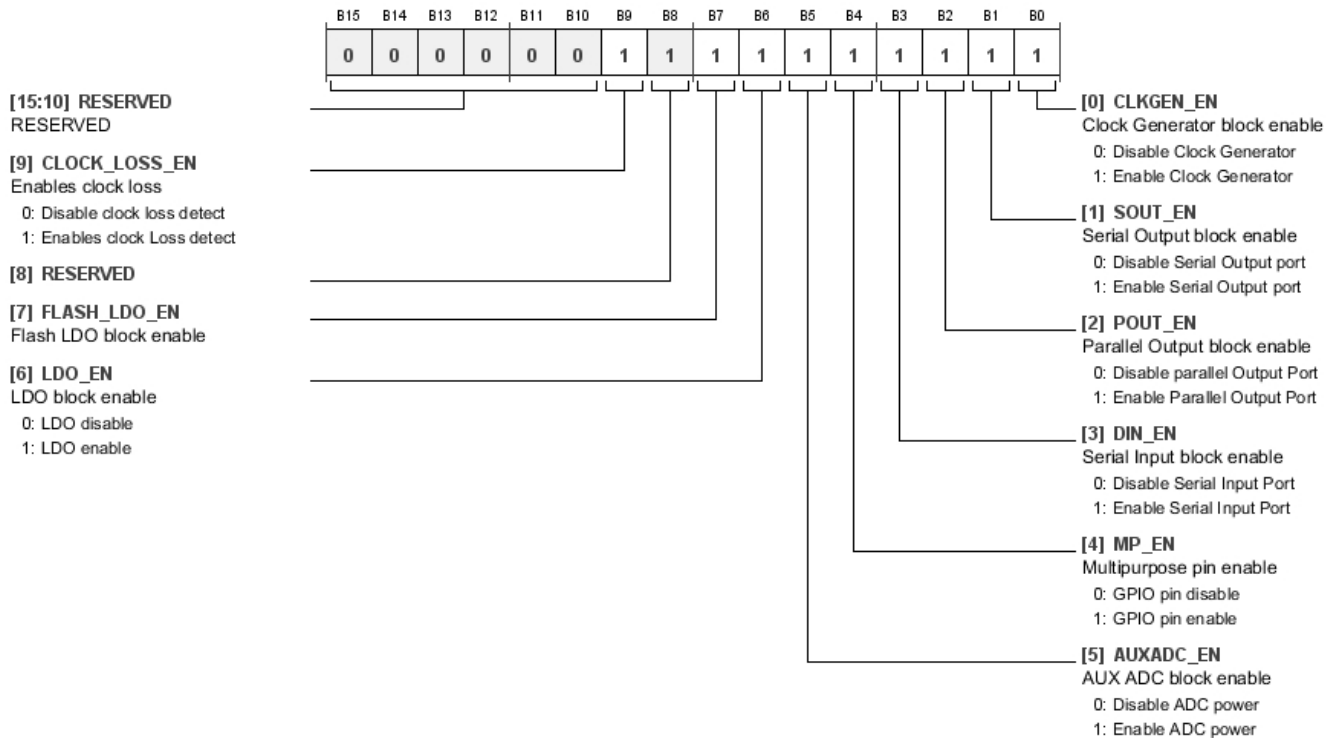 B15 B14 B13 B12 B11 B10 B9 B8 B7 B6 B5 B4 B3 B2 B1 B0
0 0 0 0 0 0 1 1 1 1 1 1 1 1 1 1
[15:10] RESERVED
RESERVED
[9] CLOCK_LOSS_EN
Enables clock loss
0: Disable clock loss detect
1: Enables clock Loss detect
[8] RESERVED
[7] FLASH_LDO_EN
Flash LDO block enable
[6] LDO_EN
LDO block enable
0: LDO disable
1: LDO enable
[0] CLKGEN_EN
Clock Generator block enable
0: Disable Clock Generator
1: Enable Clock Generator
[1] SOUT_EN
Serial Output block enable
0: Disable Serial Output port
1: Enable Serial Output port
[2] POUT_EN
Parallel Output block enable
0: Disable parallel Output Port
1: Enable Parallel Output Port
[3] DIN_EN
Serial Input block enable
0: Disable Serial Input Port
1: Enable Serial Input Port
[4] MP_EN
Multipurpose pin enable
0: GPIO pin disable
1: GPIO pin enable
[5] AUXADC_EN
AUX ADC block enable
0: Disable ADC power
1: Enable ADC power